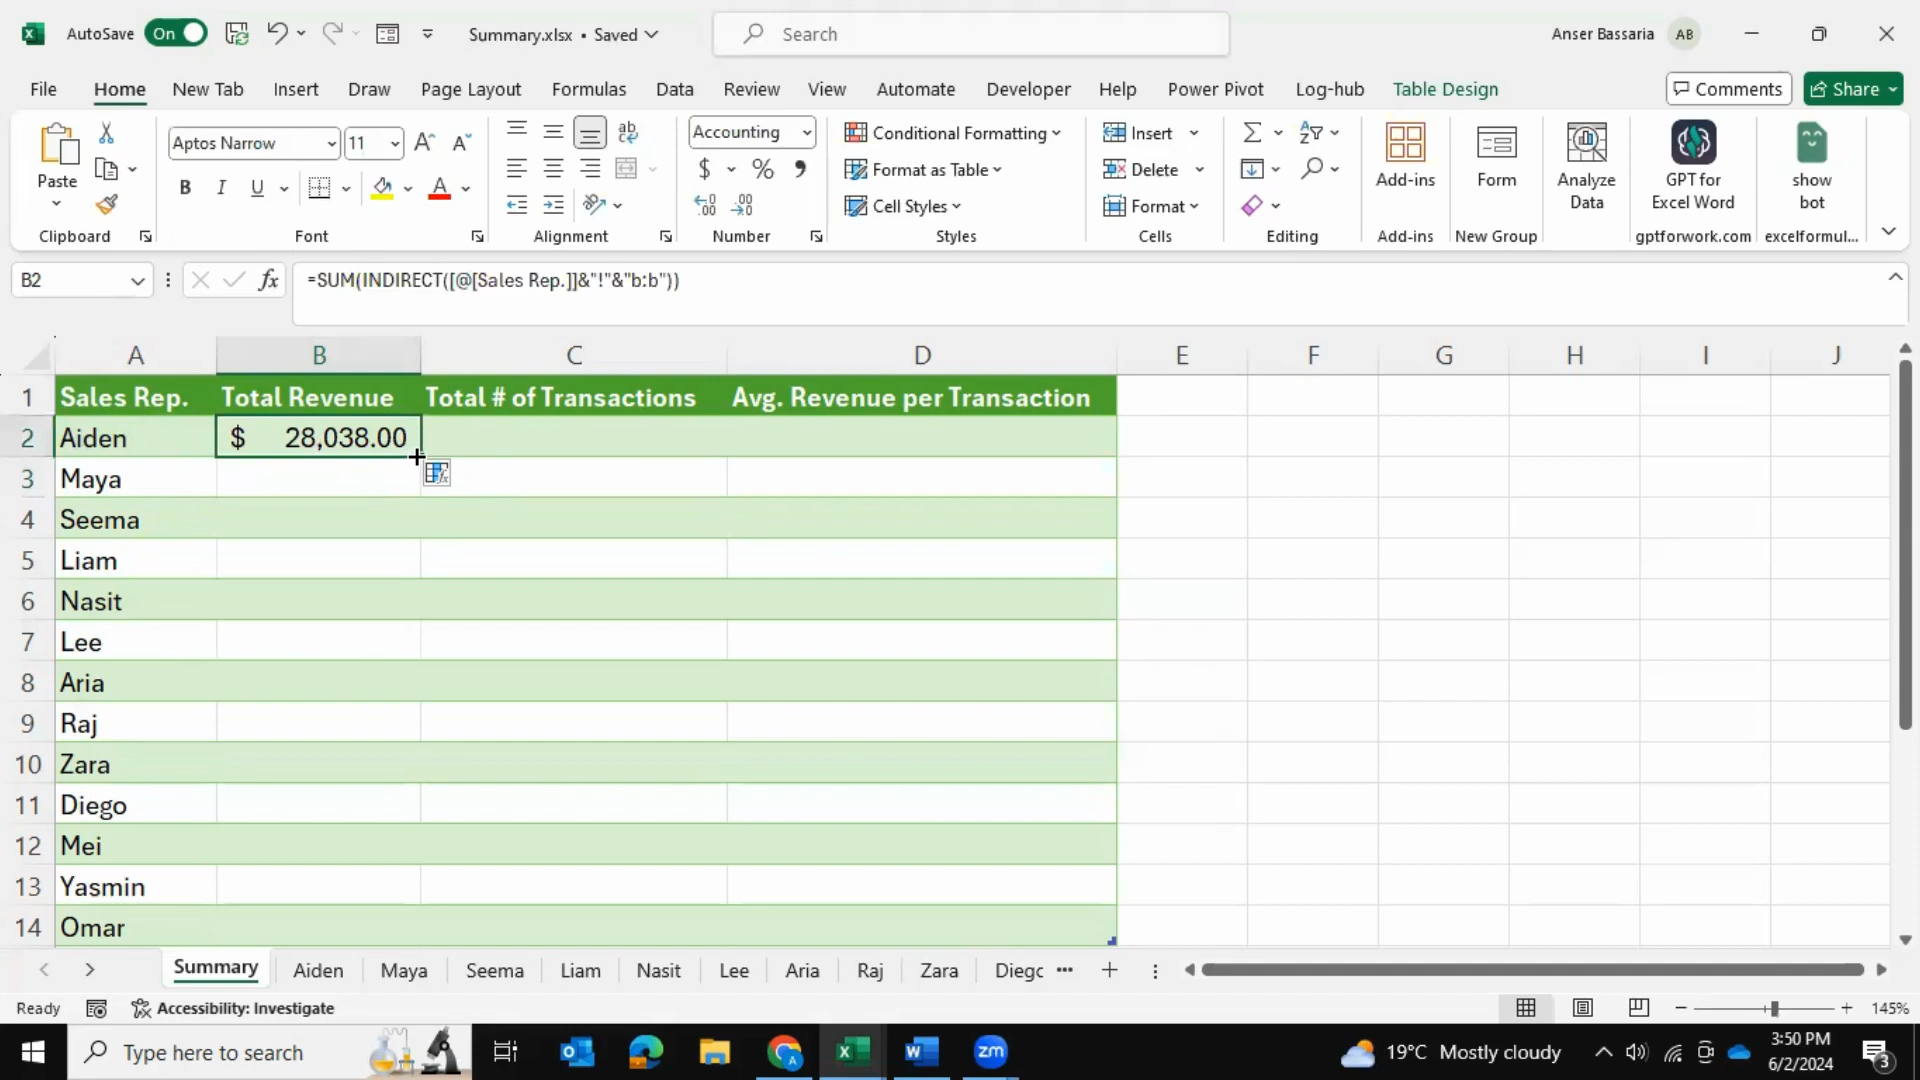 AutoSave On Summary.xlsx • Saved Search Anser Bassaria AB
File Home New Tab Insert Draw Page Layout Formulas Data Review View Automate Developer Help Power Pivot Log-hub Table Design Comments Share
Paste
Clipboard
Aptos Narrow 11
B I U
Font
ab
Alignment
Accounting
$ % ,
Number
Conditional Formatting
Format as Table
Cell Styles
Styles
Insert
Delete
Format
Cells
Editing
Add-ins
Add-ins
Form
New Group
Analyze
Data
GPT for
Excel Word
gptforwork.com
show
bot
excelformul...
B2 fx =SUM(INDIRECT([@[Sales Rep.]]&"!"&"b:b"))
A B C D E F G H I J
1 Sales Rep. Total Revenue Total # of Transactions Avg. Revenue per Transaction
2 Aiden $ 28,038.00
3 Maya
4 Seema
5 Liam
6 Nasit
7 Lee
8 Aria
9 Raj
10 Zara
11 Diego
12 Mei
13 Yasmin
14 Omar
Summary Aiden Maya Seema Liam Nasit Lee Aria Raj Zara Diego
Ready Accessibility: Investigate 145%
Type here to search 19°C Mostly cloudy 3:50 PM
6/2/2024 3